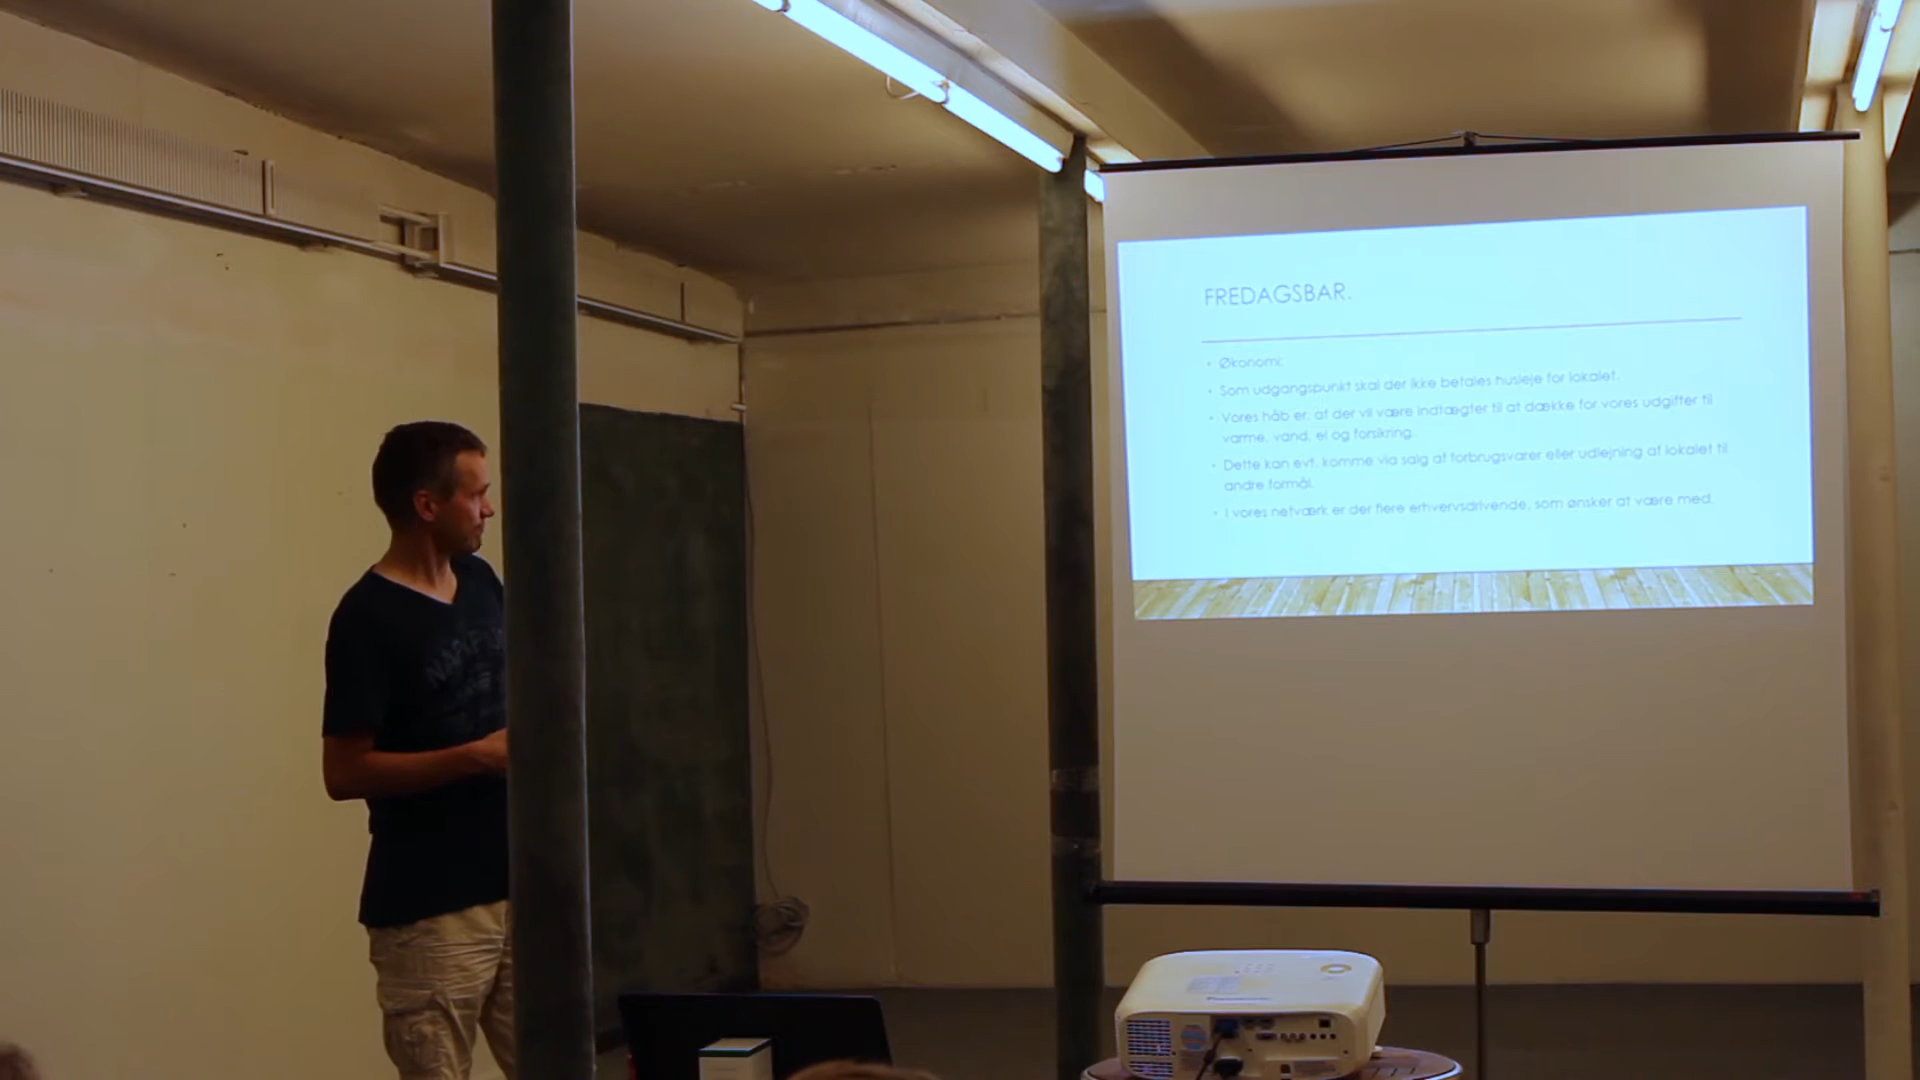 FREDAGSBAR.
• Økonomi:
• Som udgangspunkt skal der ikke betales husleje for lokalet.
• Vores håb er, at der vil være indtægter til at dække for vores udgifter til
varme, vand, el og forsikring.
• Dette kan evt. komme via salg af forbrugsvarer eller udlejning af lokalet til
andre formål.
• I vores netværk er der flere erhvervsdrivende, som ønsker at være med.